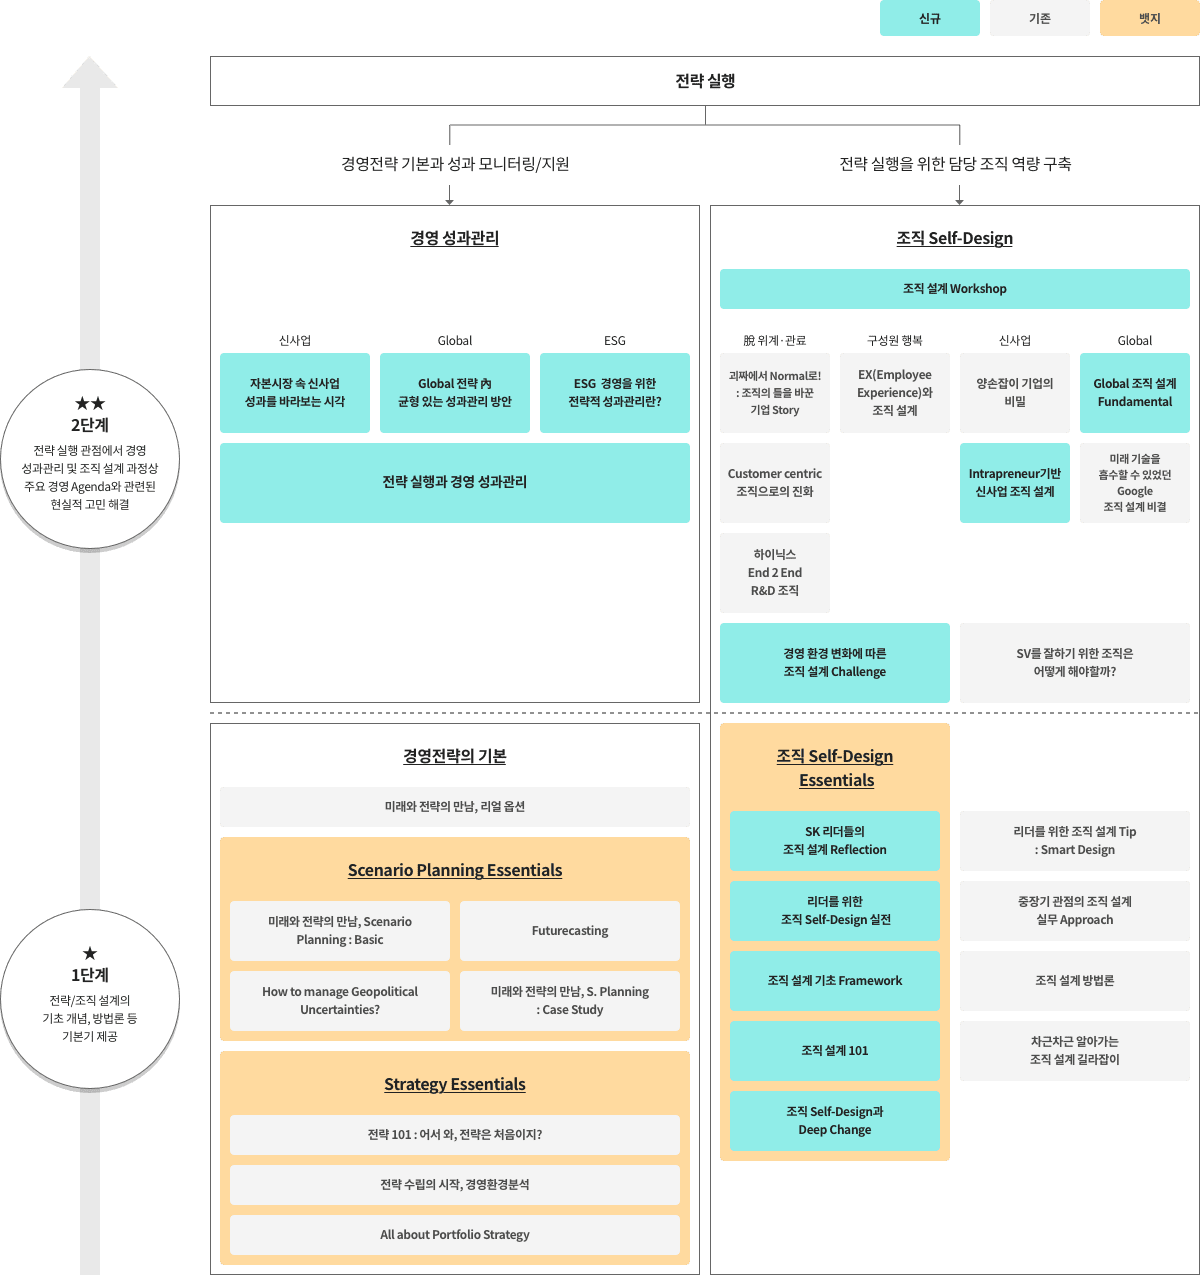 신규
기존
뱃지
전략 실행
경영전략 기본과 성과 모니터링/지원
전략 실행을 위한 담당 조직 역량 구축
★★
2단계
전략 실행 관점에서 경영
성과관리 및 조직 설계 과정상
주요 경영 Agenda와 관련된
현실적 고민 해결
경영 성과관리
신사업
Global
ESG
자본시장 속 신사업
성과를 바라보는 시각
Global 전략 內
균형 있는 성과관리 방안
ESG 경영을 위한
전략적 성과관리란?
전략 실행과 경영 성과관리
조직 Self-Design
조직 설계 Workshop
脫 위계·관료
구성원 행복
신사업
Global
괴짜에서 Normal로!
: 조직의 틀을 바꾼
기업 Story
EX(Employee
Experience)와
조직 설계
양손잡이 기업의
비밀
Global 조직 설계
Fundamental
Customer centric
조직으로의 진화
Intrapreneur기반
신사업 조직 설계
미래 기술을
흡수할 수 있었던
Google
조직 설계 비결
하이닉스
End 2 End
R&D 조직
경영 환경 변화에 따른
조직 설계 Challenge
SV를 잘하기 위한 조직은
어떻게 해야할까?
★
1단계
전략/조직 설계의
기초 개념, 방법론 등
기본기 제공
경영전략의 기본
미래와 전략의 만남, 리얼 옵션
Scenario Planning Essentials
미래와 전략의 만남, Scenario
Planning : Basic
Futurecasting
How to manage Geopolitical
Uncertainties?
미래와 전략의 만남, S. Planning
: Case Study
Strategy Essentials
전략 101 : 어서 와, 전략은 처음이지?
전략 수립의 시작, 경영환경분석
All about Portfolio Strategy
조직 Self-Design
Essentials
SK 리더들의
조직 설계 Reflection
리더를 위한
조직 Self-Design 실전
조직 설계 기초 Framework
조직 설계 101
조직 Self-Design과
Deep Change
리더를 위한 조직 설계 Tip
: Smart Design
중장기 관점의 조직 설계
실무 Approach
조직 설계 방법론
차근차근 알아가는
조직 설계 길라잡이